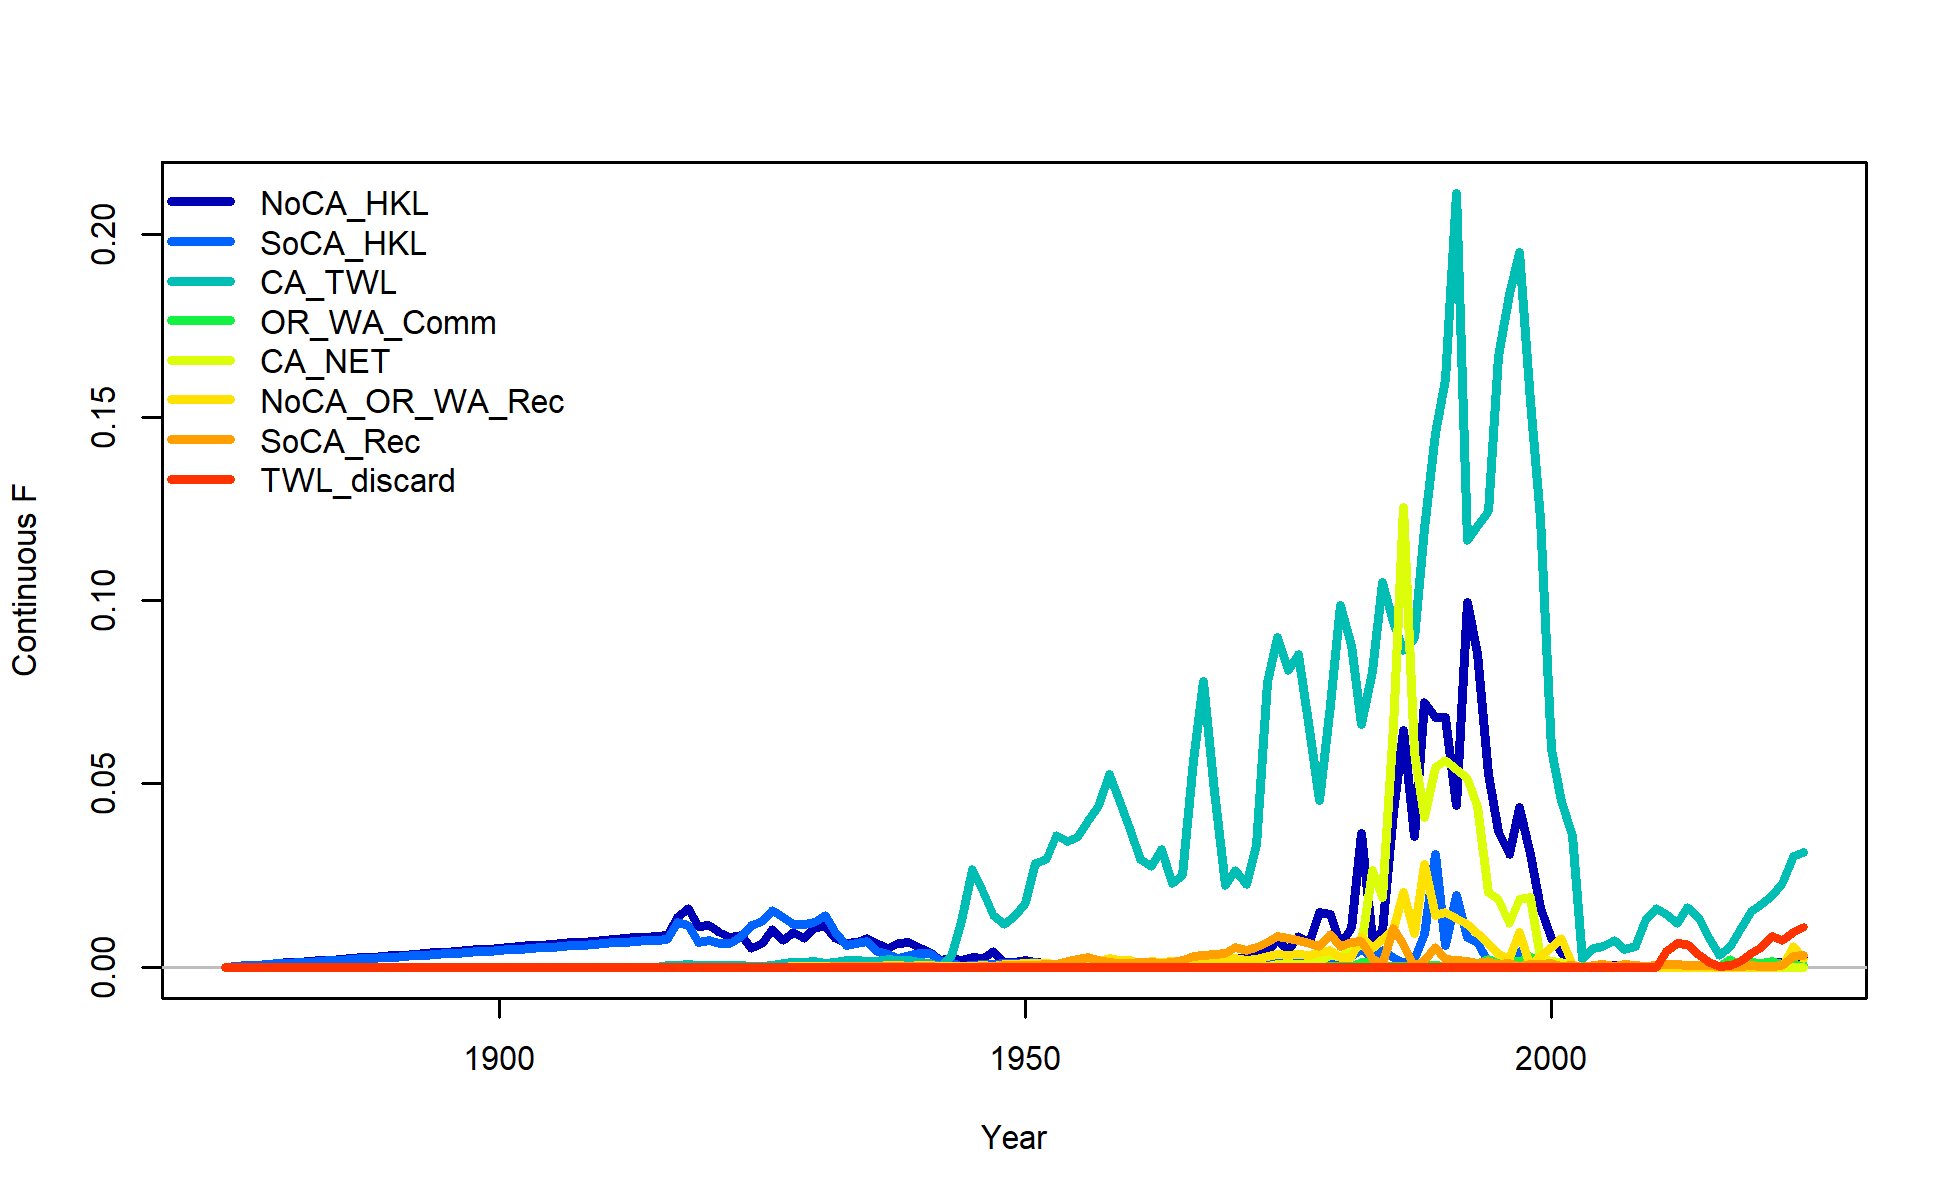 NoCA_HKL
SoCA_HKL
CA_TWL
OR_WA_Comm
CA_NET
NoCA_OR_WA_Rec
SoCA_Rec
TWL_discard
Continuous F
0.20
0.15
0.10
0.05
0.00
1900
1950
2000
Year